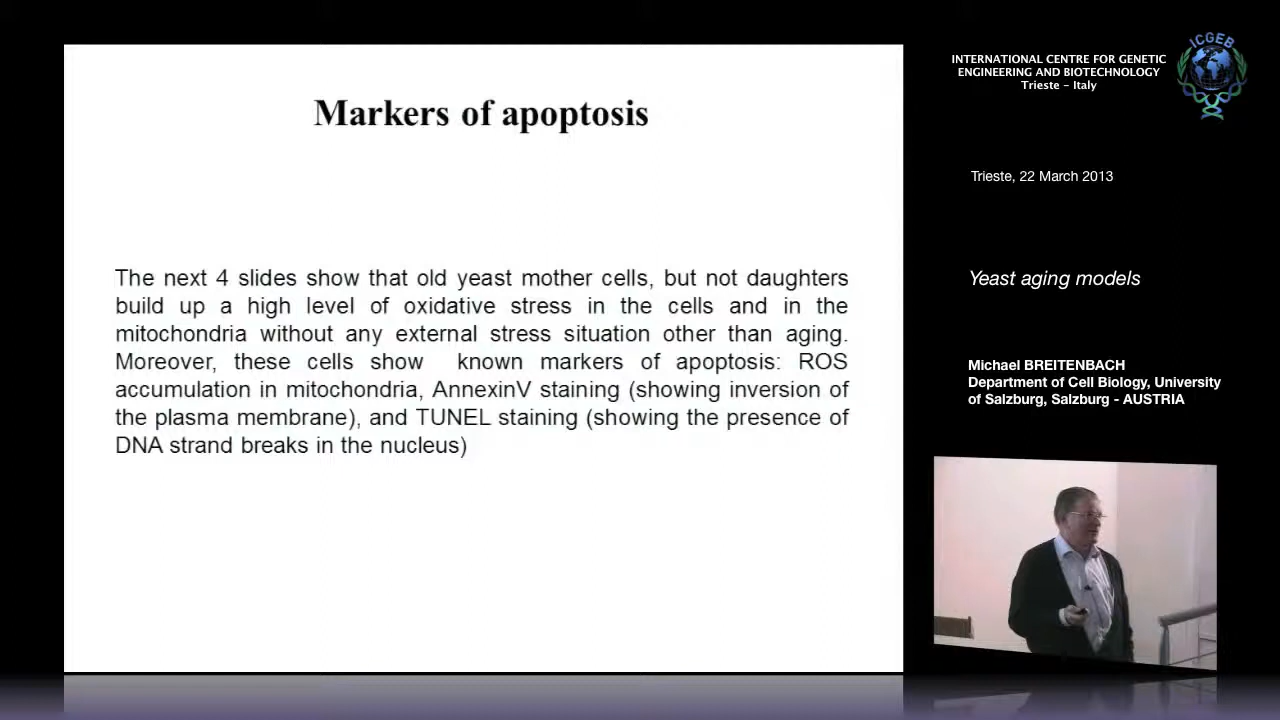 Markers of apoptosis
The next 4 slides show that old yeast mother cells, but not daughters
build up a high level of oxidative stress in the cells and in the
mitochondria without any external stress situation other than aging.
Moreover, these cells show known markers of apoptosis: ROS
accumulation in mitochondria, AnnexinV staining (showing inversion of
the plasma membrane), and TUNEL staining (showing the presence of
DNA strand breaks in the nucleus)
INTERNATIONAL CENTRE FOR GENETIC
ENGINEERING AND BIOTECHNOLOGY
Trieste - Italy
ICGEB
Trieste, 22 March 2013
Yeast aging models
Michael BREITENBACH
Department of Cell Biology, University
of Salzburg, Salzburg - AUSTRIA